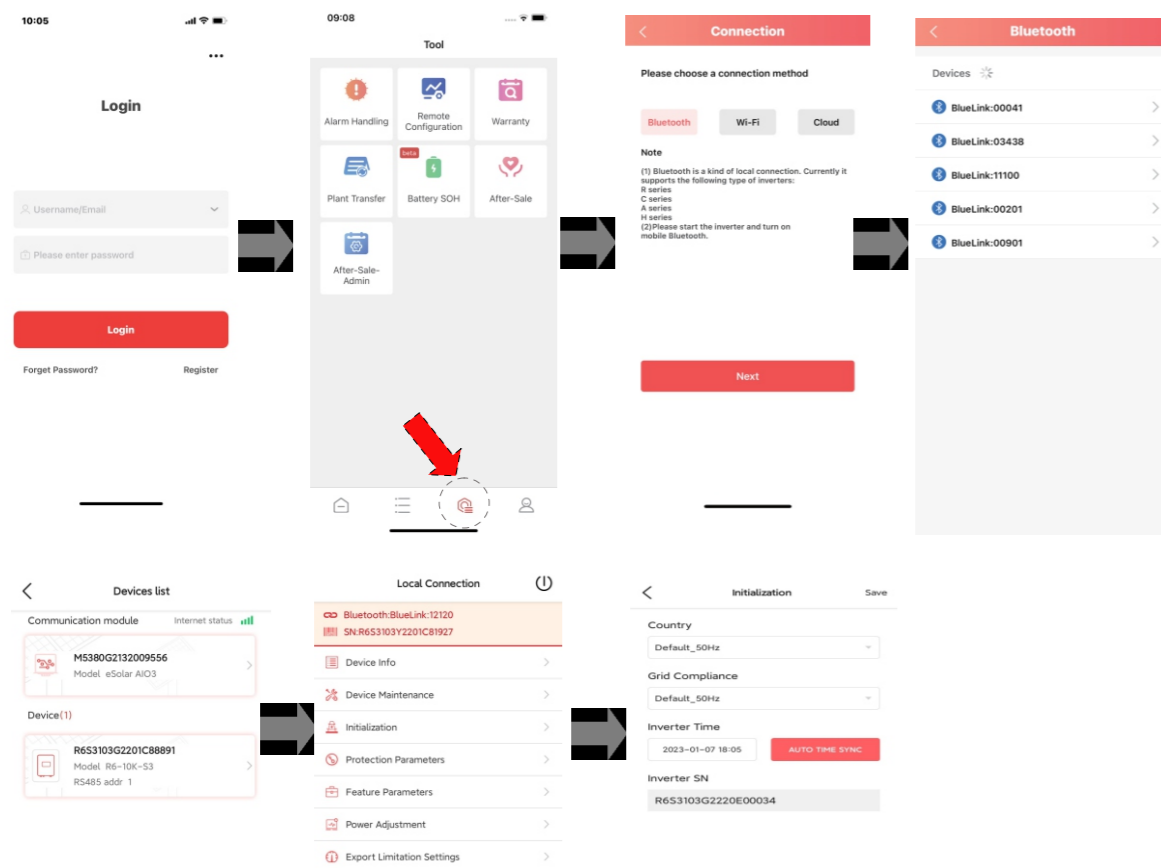 10:05
Login
Username/Email
Please enter password
Login
Forget Password?
Register
09:08
Tool
Alarm Handling
Remote
Configuration
Warranty
Plant Transfer
beta
Battery SOH
After-Sale
After-Sale-
Admin
Connection
Please choose a connection method
Bluetooth
Wi-Fi
Cloud
Note
(1) Bluetooth is a kind of local connection. Currently it
supports the following type of inverters:
R series
C series
A series
H series
(2)Please start the inverter and turn on
mobile Bluetooth.
Next
Bluetooth
Devices
BlueLink:00041
BlueLink:03438
BlueLink:11100
BlueLink:00201
BlueLink:00901
Devices list
Communication module
Internet status
M5380G2132009556
Model eSolar AIO3
Device(1)
R6S3103G2201C88891
Model R6-10K-S3
RS485 addr 1
Local Connection
Bluetooth:BlueLink:12120
SN:R6S3103Y2201C81927
Device Info
Device Maintenance
Initialization
Protection Parameters
Feature Parameters
Power Adjustment
Export Limitation Settings
Initialization
Save
Country
Default_50Hz
Grid Compliance
Default_50Hz
Inverter Time
2023-01-07 18:05
AUTO TIME SYNC
Inverter SN
R6S3103G2220E00034